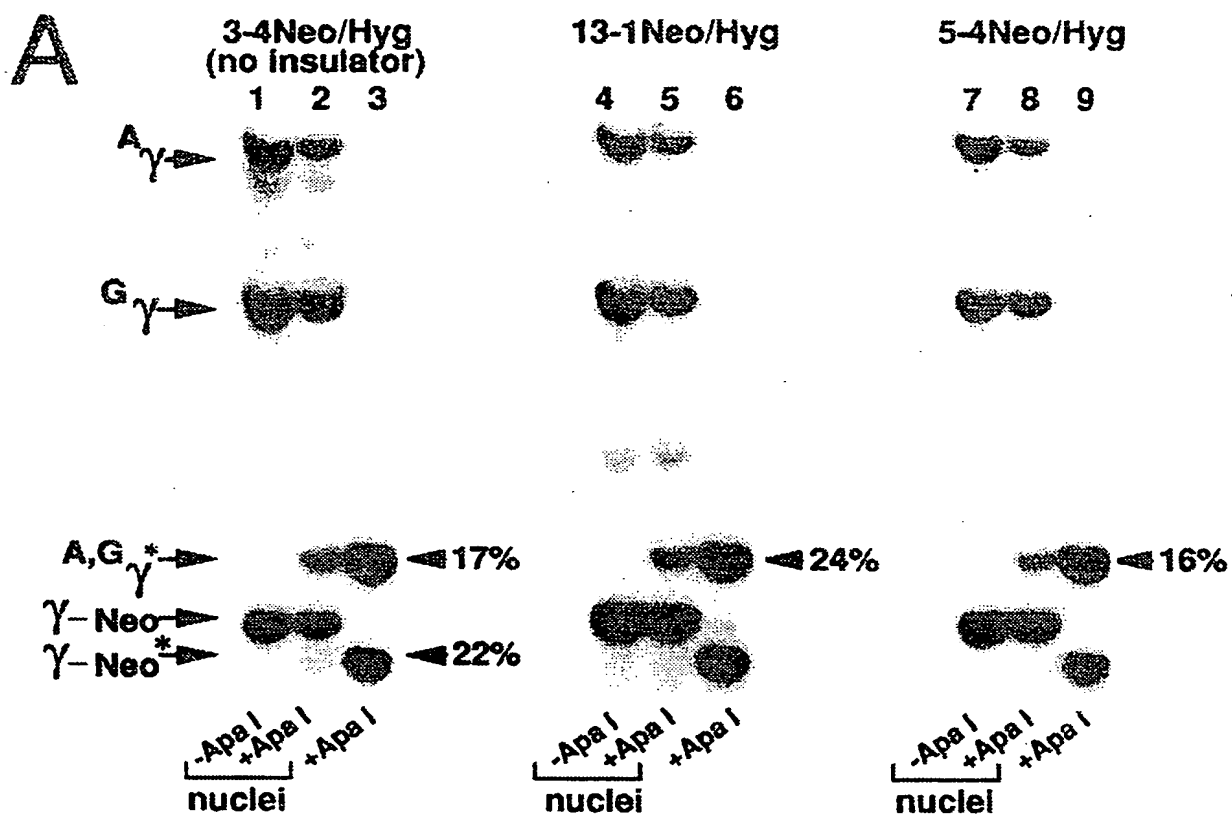 A
3-4Neo/Hyg 13-1Neo/Hyg 5-4Neo/Hyg
(no insulator)
1 2 3 4 5 6 7 8 9
Aγ
Gγ
A,Gγ* 17% 24% 16%
γ-Neo
γ-Neo* 22%
-Apa I +Apa I +Apa I -Apa I +Apa I +Apa I -Apa I +Apa I +Apa I
nuclei nuclei nuclei